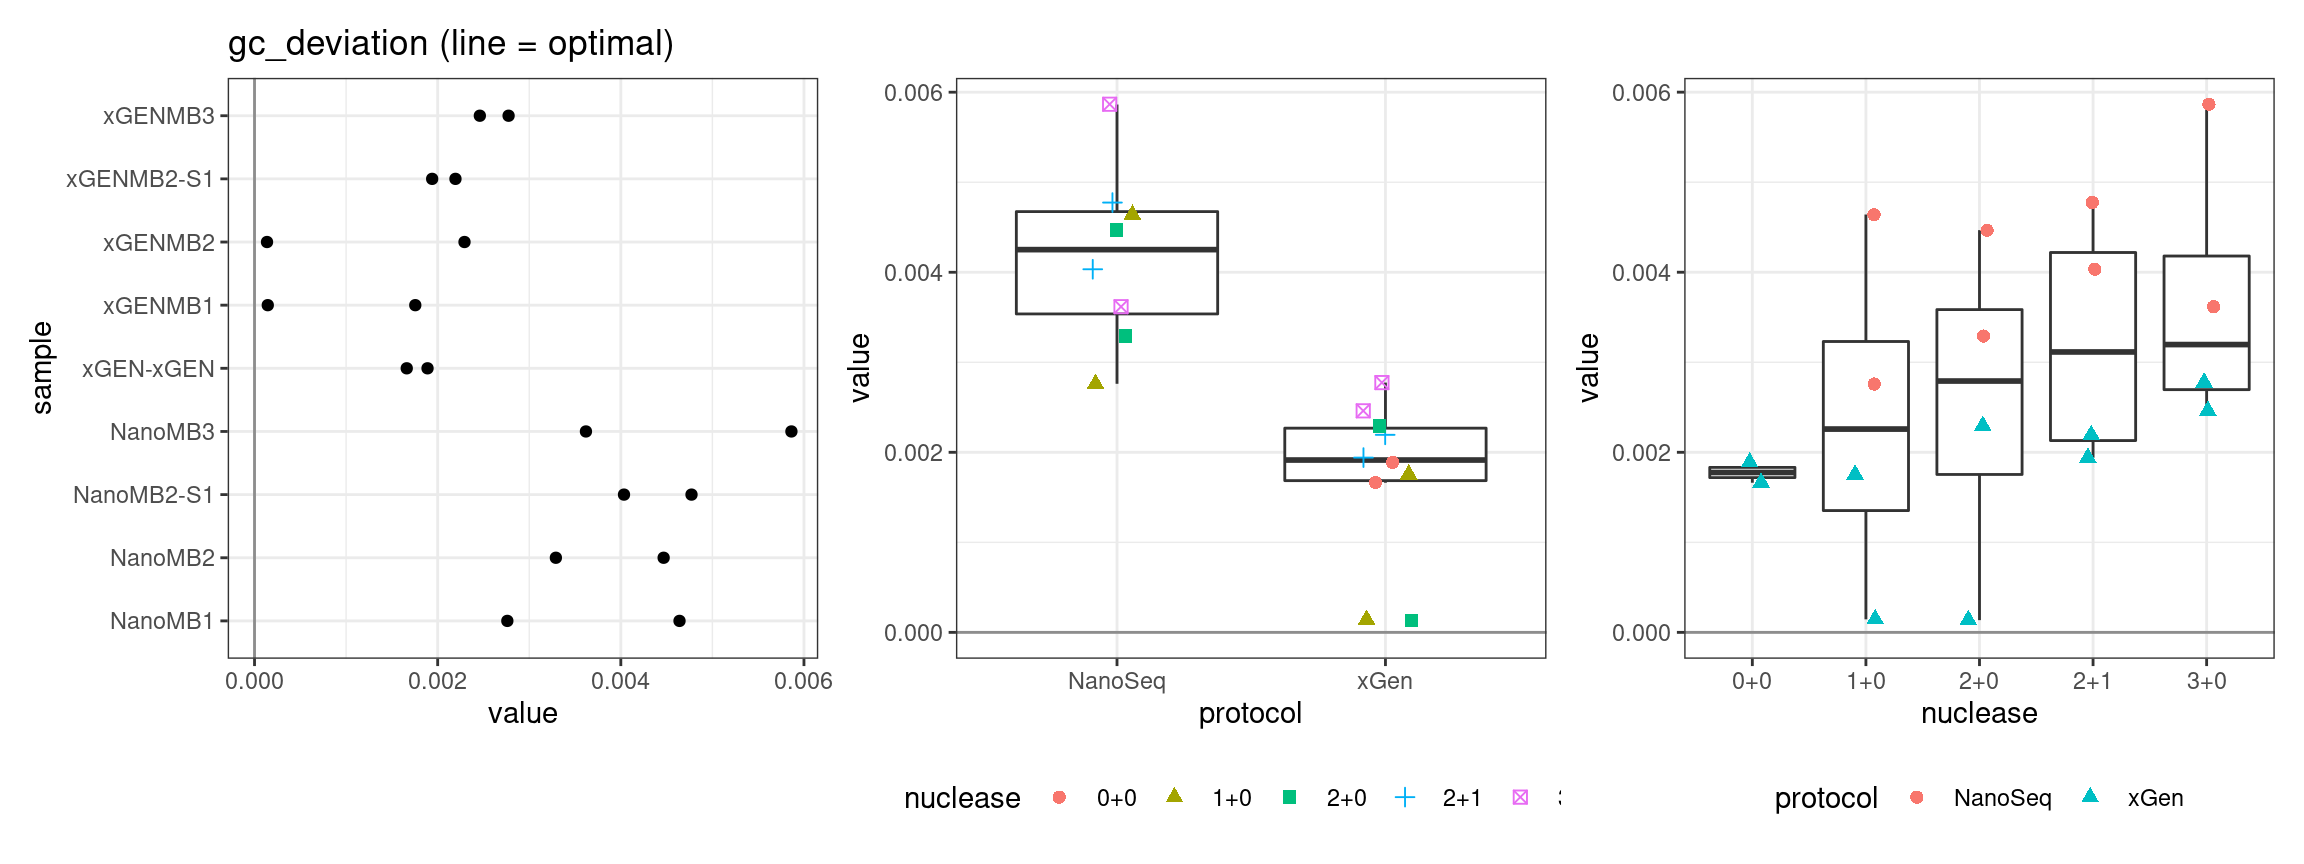 gc_deviation (line = optimal)
sample
xGENMB3
xGENMB2-S1
xGENMB2
xGENMB1
xGEN-xGEN
NanoMB3
NanoMB2-S1
NanoMB2
NanoMB1
0.000 0.002 0.004 0.006
value
value
0.006
0.004
0.002
0.000
NanoSeq xGen
protocol
nuclease 0+0 1+0 2+0 2+1
value
0.006
0.004
0.002
0.000
0+0 1+0 2+0 2+1 3+0
nuclease
protocol NanoSeq xGen